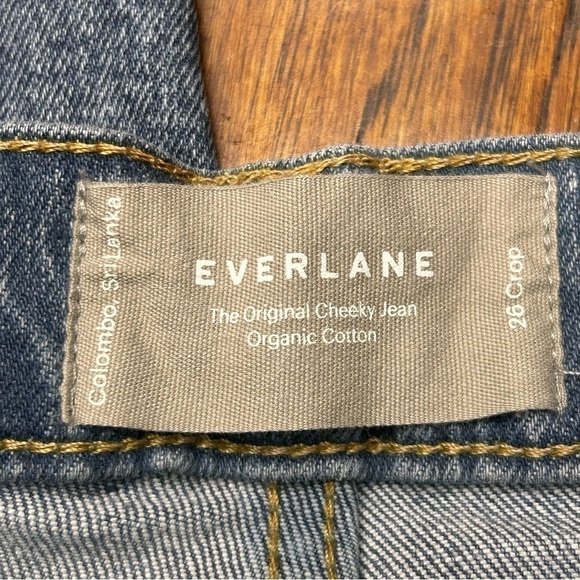 Colombo, Sri Lanka
EVERLANE
The Original Cheeky Jean
Organic Cotton
26 Crop